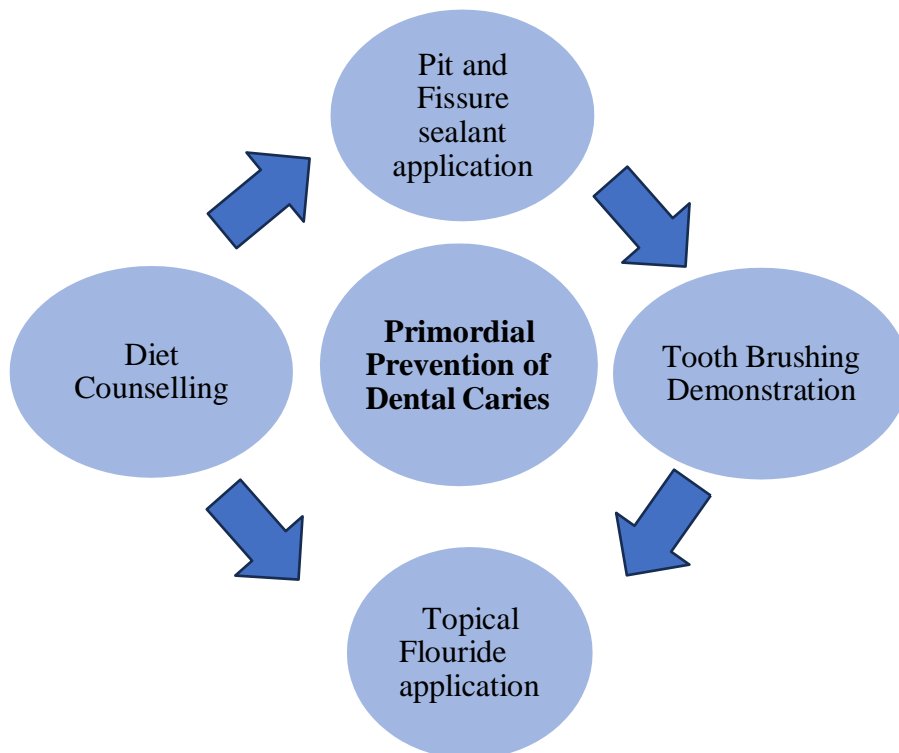 Pit and
Fissure
sealant
application
Diet
Counselling
Primordial
Prevention of
Dental Caries
Tooth Brushing
Demonstration
Topical
Flouride
application